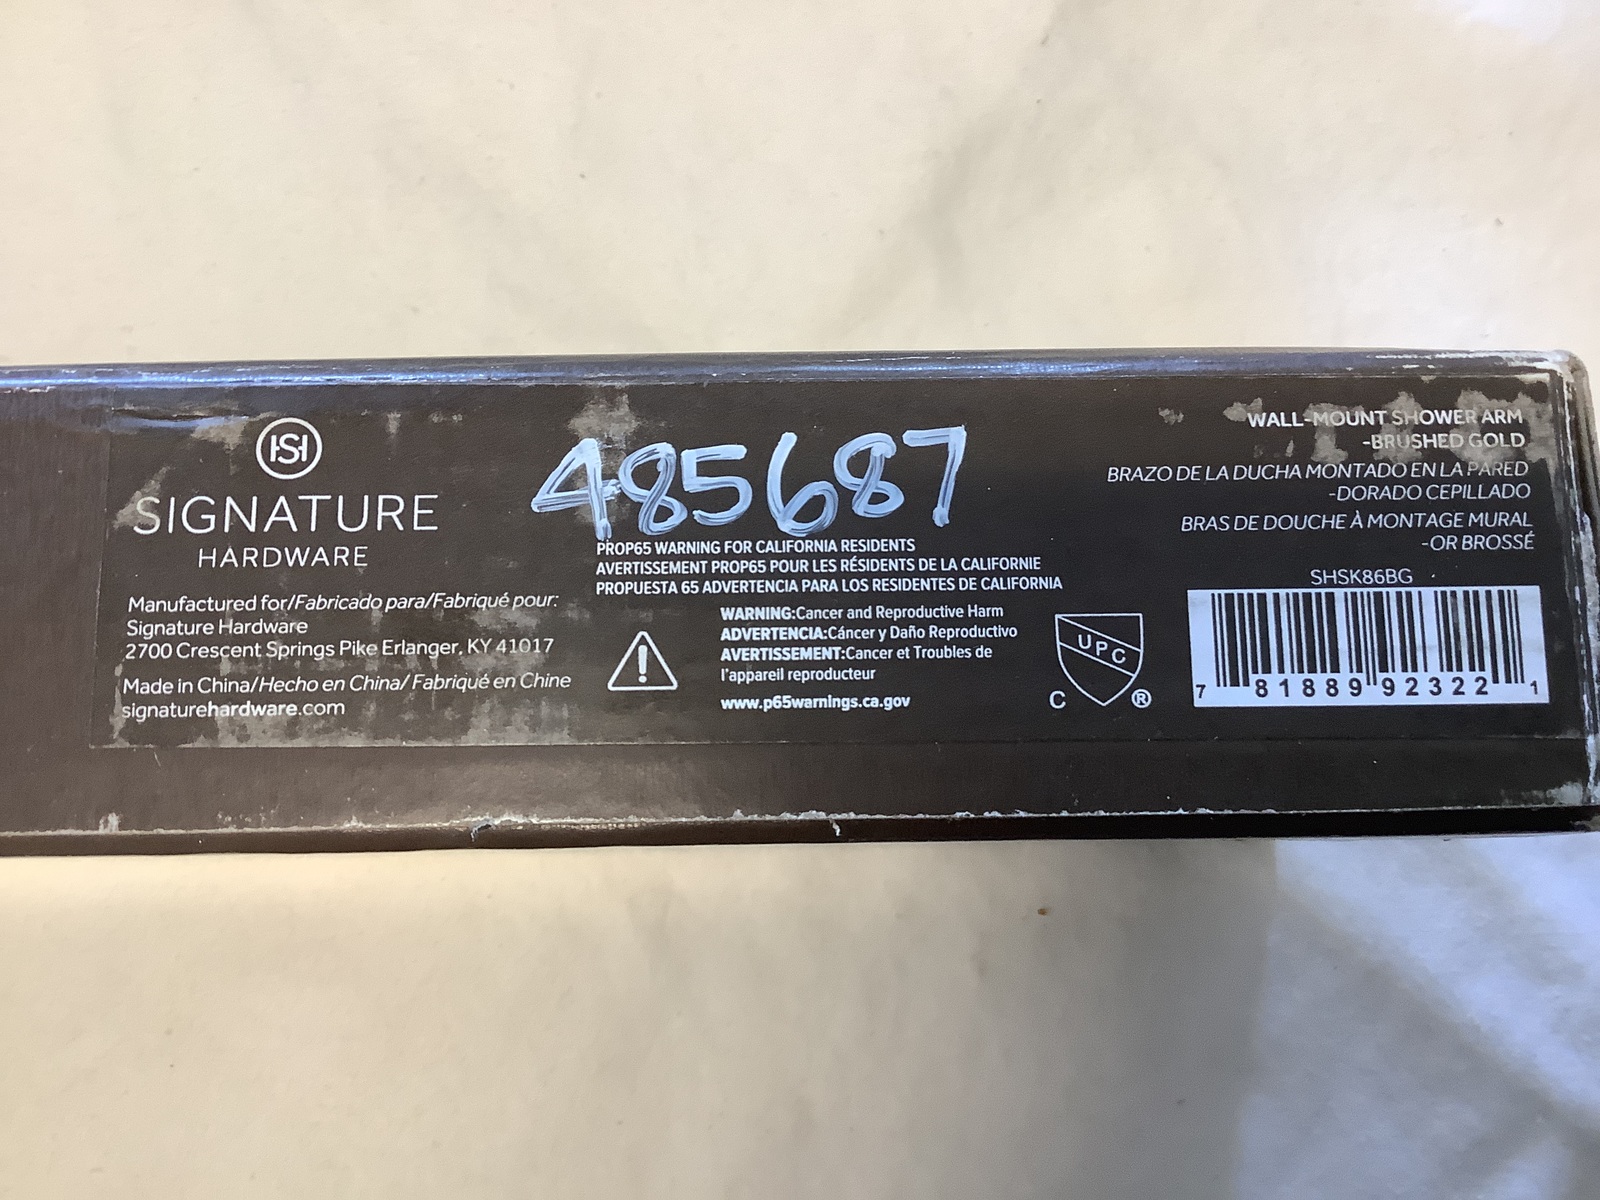 SH
SIGNATURE
HARDWARE
Manufactured for/Fabricado para/Fabriqué pour:
Signature Hardware
2700 Crescent Springs Pike Erlanger, KY 41017
Made in China/Hecho en China/ Fabriqué en Chine
signaturehardware.com
485687
PROP65 WARNING FOR CALIFORNIA RESIDENTS
AVERTISSEMENT PROP65 POUR LES RÉSIDENTS DE LA CALIFORNIE
PROPUESTA 65 ADVERTENCIA PARA LOS RESIDENTES DE CALIFORNIA
WARNING:Cancer and Reproductive Harm
ADVERTENCIA:Cáncer y Daño Reproductivo
AVERTISSEMENT:Cancer et Troubles de
l'appareil reproducteur
www.p65warnings.ca.gov
UPC
C ®
WALL-MOUNT SHOWER ARM
-BRUSHED GOLD
BRAZO DE LA DUCHA MONTADO EN LA PARED
-DORADO CEPILLADO
BRAS DE DOUCHE À MONTAGE MURAL
-OR BROSSÉ
SHSK86BG
7 81889 92322 1